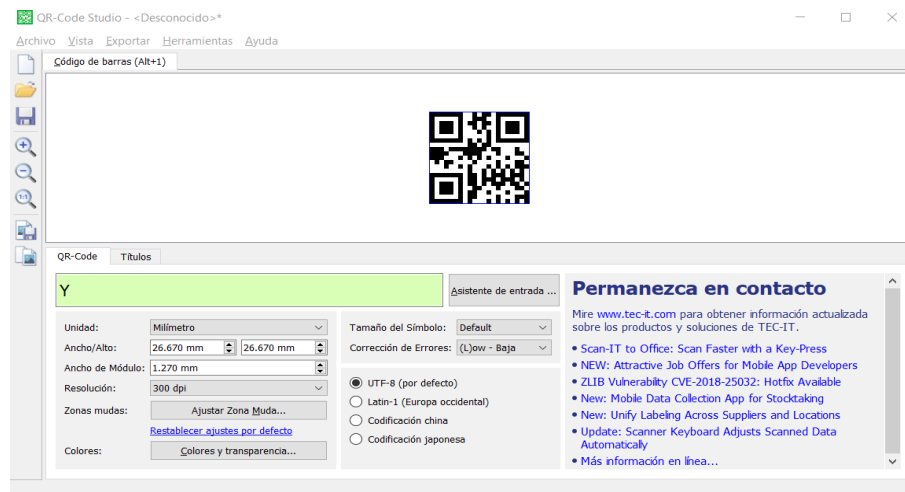 QR-Code Studio - <Desconocido>*
Archivo Vista Exportar Herramientas Ayuda
Código de barras (Alt+1)
1:1
QR-Code Títulos
Y
Asistente de entrada ...
Unidad: Milímetro
Ancho/Alto: 26.670 mm 26.670 mm
Ancho de Módulo: 1.270 mm
Resolución: 300 dpi
Zonas mudas: Ajustar Zona Muda...
Restablecer ajustes por defecto
Colores: Colores y transparencia...
Tamaño del Símbolo: Default
Corrección de Errores: (L)ow - Baja
UTF-8 (por defecto)
Latin-1 (Europa occidental)
Codificación china
Codificación japonesa
Permanezca en contacto
Mire www.tec-it.com para obtener información actualizada
sobre los productos y soluciones de TEC-IT.
• Scan-IT to Office: Scan Faster with a Key-Press
• NEW: Attractive Job Offers for Mobile App Developers
• ZLIB Vulnerability CVE-2018-25032: Hotfix Available
• New: Mobile Data Collection App for Stocktaking
• New: Unify Labeling Across Suppliers and Locations
• Update: Scanner Keyboard Adjusts Scanned Data
Automatically
• Más información en línea...